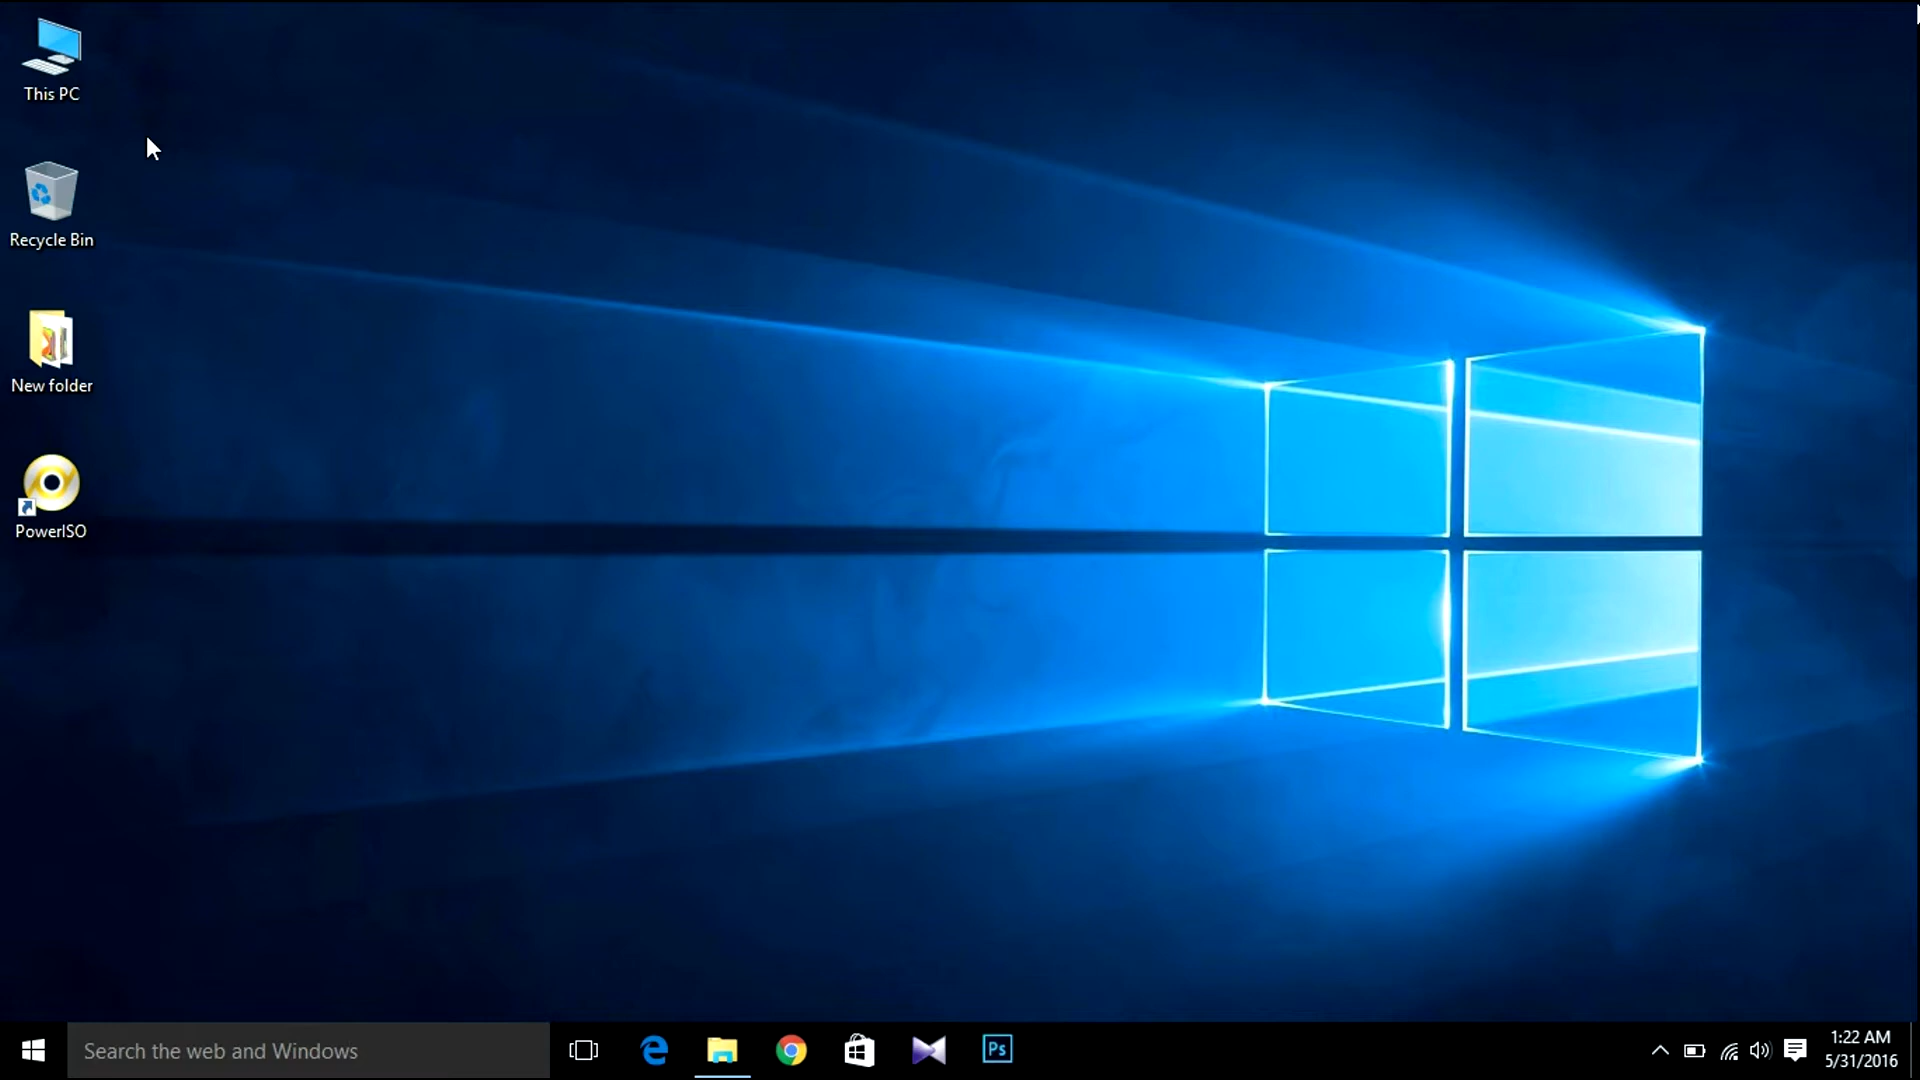 This PC
Recycle Bin
New folder
PowerISO
Search the web and Windows
Ps
1:22 AM
5/31/2016